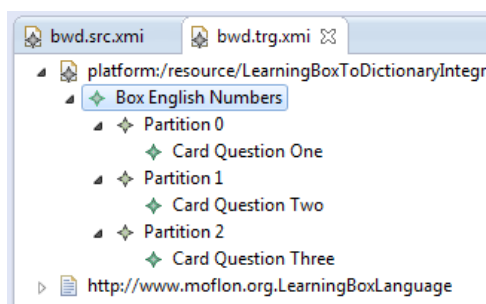 bwd.src.xmi bwd.trg.xmi
platform:/resource/LearningBoxToDictionaryIntegr
Box English Numbers
Partition 0
Card Question One
Partition 1
Card Question Two
Partition 2
Card Question Three
http://www.moflon.org.LearningBoxLanguage